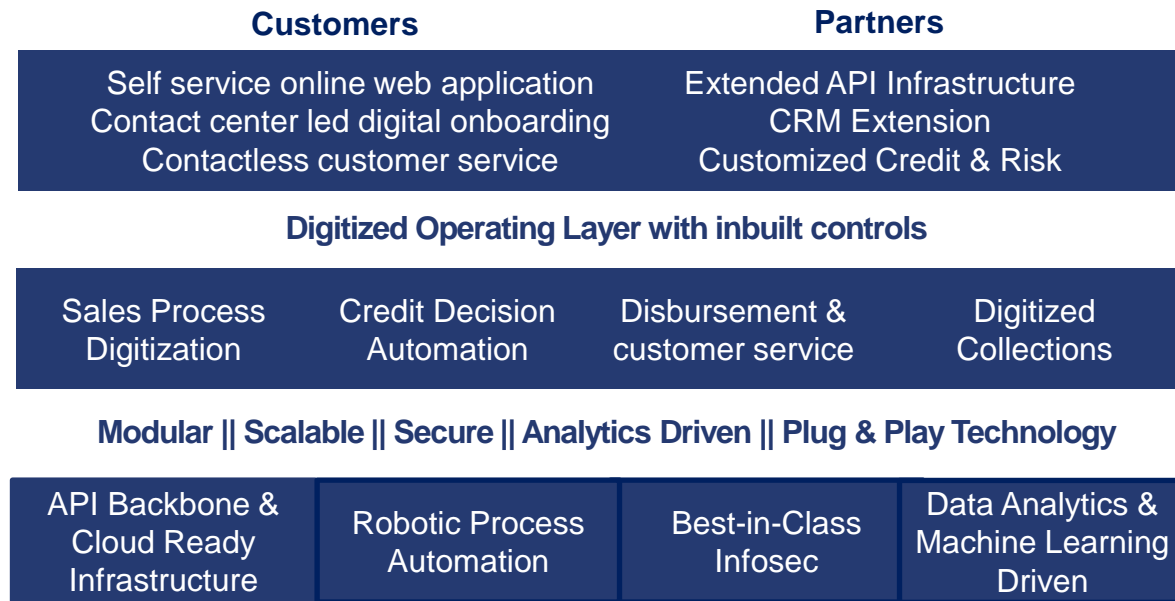 Customers
Partners
Self service online web application
Contact center led digital onboarding
Contactless customer service
Extended API Infrastructure
CRM Extension
Customized Credit & Risk
Digitized Operating Layer with inbuilt controls
Sales Process
Digitization
Credit Decision
Automation
Disbursement &
customer service
Digitized
Collections
Modular || Scalable || Secure || Analytics Driven || Plug & Play Technology
API Backbone &
Cloud Ready
Infrastructure
Robotic Process
Automation
Best-in-Class
Infosec
Data Analytics &
Machine Learning
Driven